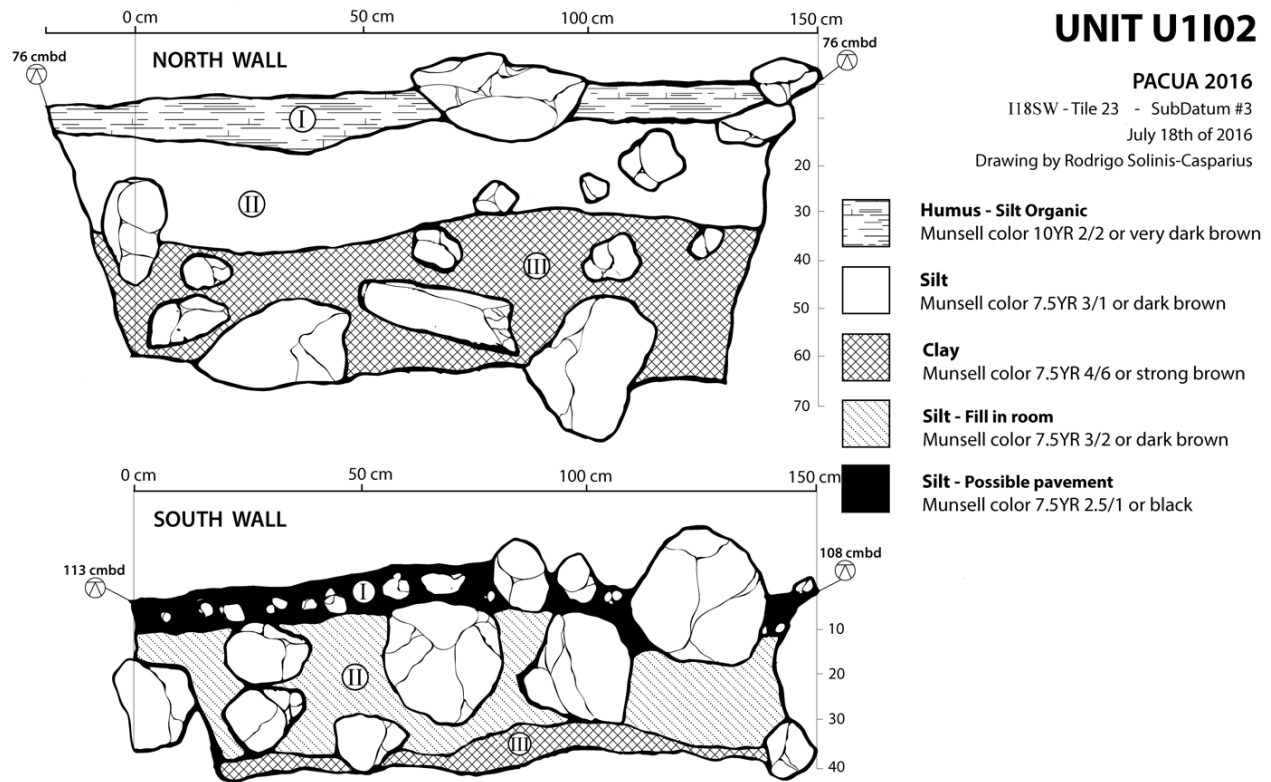 0 cm 50 cm 100 cm 150 cm
UNIT U1I02
76 cmbd NORTH WALL 76 cmbd
PACUA 2016
I18SW - Tile 23 - SubDatum #3
July 18th of 2016
Drawing by Rodrigo Solinis-Casparius
I
II
III
20
30
40
50
60
70
Humus - Silt Organic
Munsell color 10YR 2/2 or very dark brown
Silt
Munsell color 7.5YR 3/1 or dark brown
Clay
Munsell color 7.5YR 4/6 or strong brown
Silt - Fill in room
Munsell color 7.5YR 3/2 or dark brown
Silt - Possible pavement
Munsell color 7.5YR 2.5/1 or black
0 cm 50 cm 100 cm 150 cm
SOUTH WALL
113 cmbd 108 cmbd
I
II
III
10
20
30
40